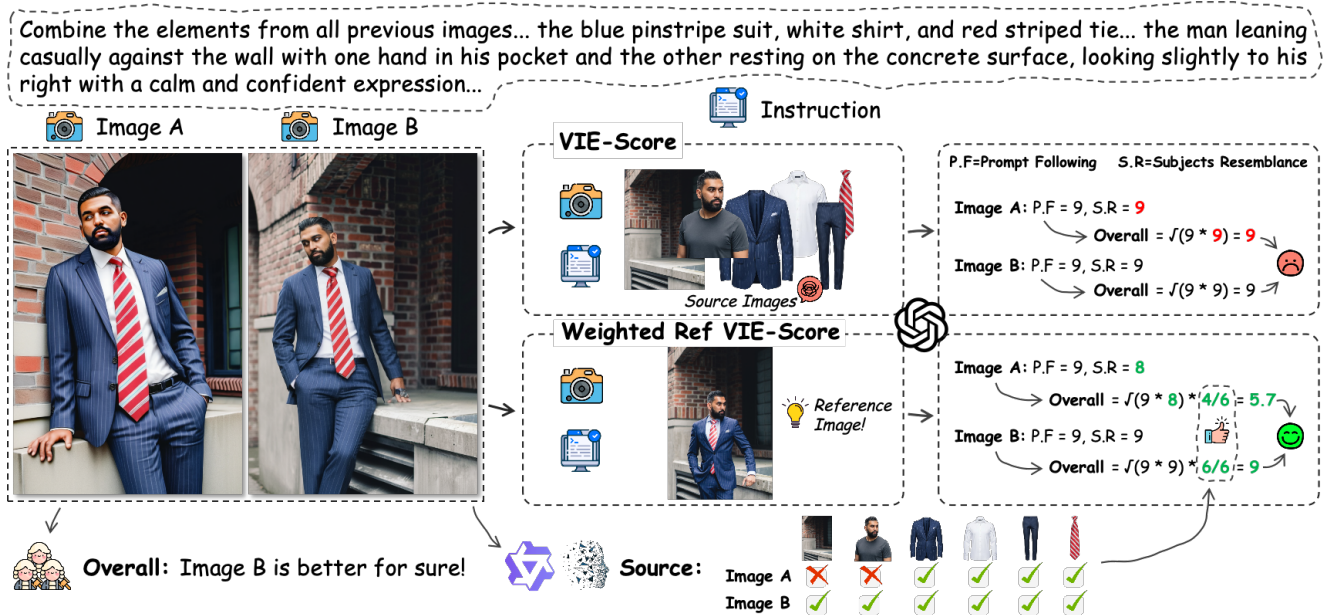 Combine the elements from all previous images... the blue pinstripe suit, white shirt, and red striped tie... the man leaning
casually against the wall with one hand in his pocket and the other resting on the concrete surface, looking slightly to his
right with a calm and confident expression...
Instruction
Image A
Image B
VIE-Score
Source Images
P.F=Prompt Following S.R=Subjects Resemblance
Image A: P.F = 9, S.R = 9
Overall = √(9 * 9) = 9
Image B: P.F = 9, S.R = 9
Overall = √(9 * 9) = 9
Weighted Ref VIE-Score
Reference
Image!
Image A: P.F = 9, S.R = 8
Overall = √(9 * 8) * 4/6 = 5.7
Image B: P.F = 9, S.R = 9
Overall = √(9 * 9) * 6/6 = 9
Overall: Image B is better for sure!
Source:
Image A
Image B